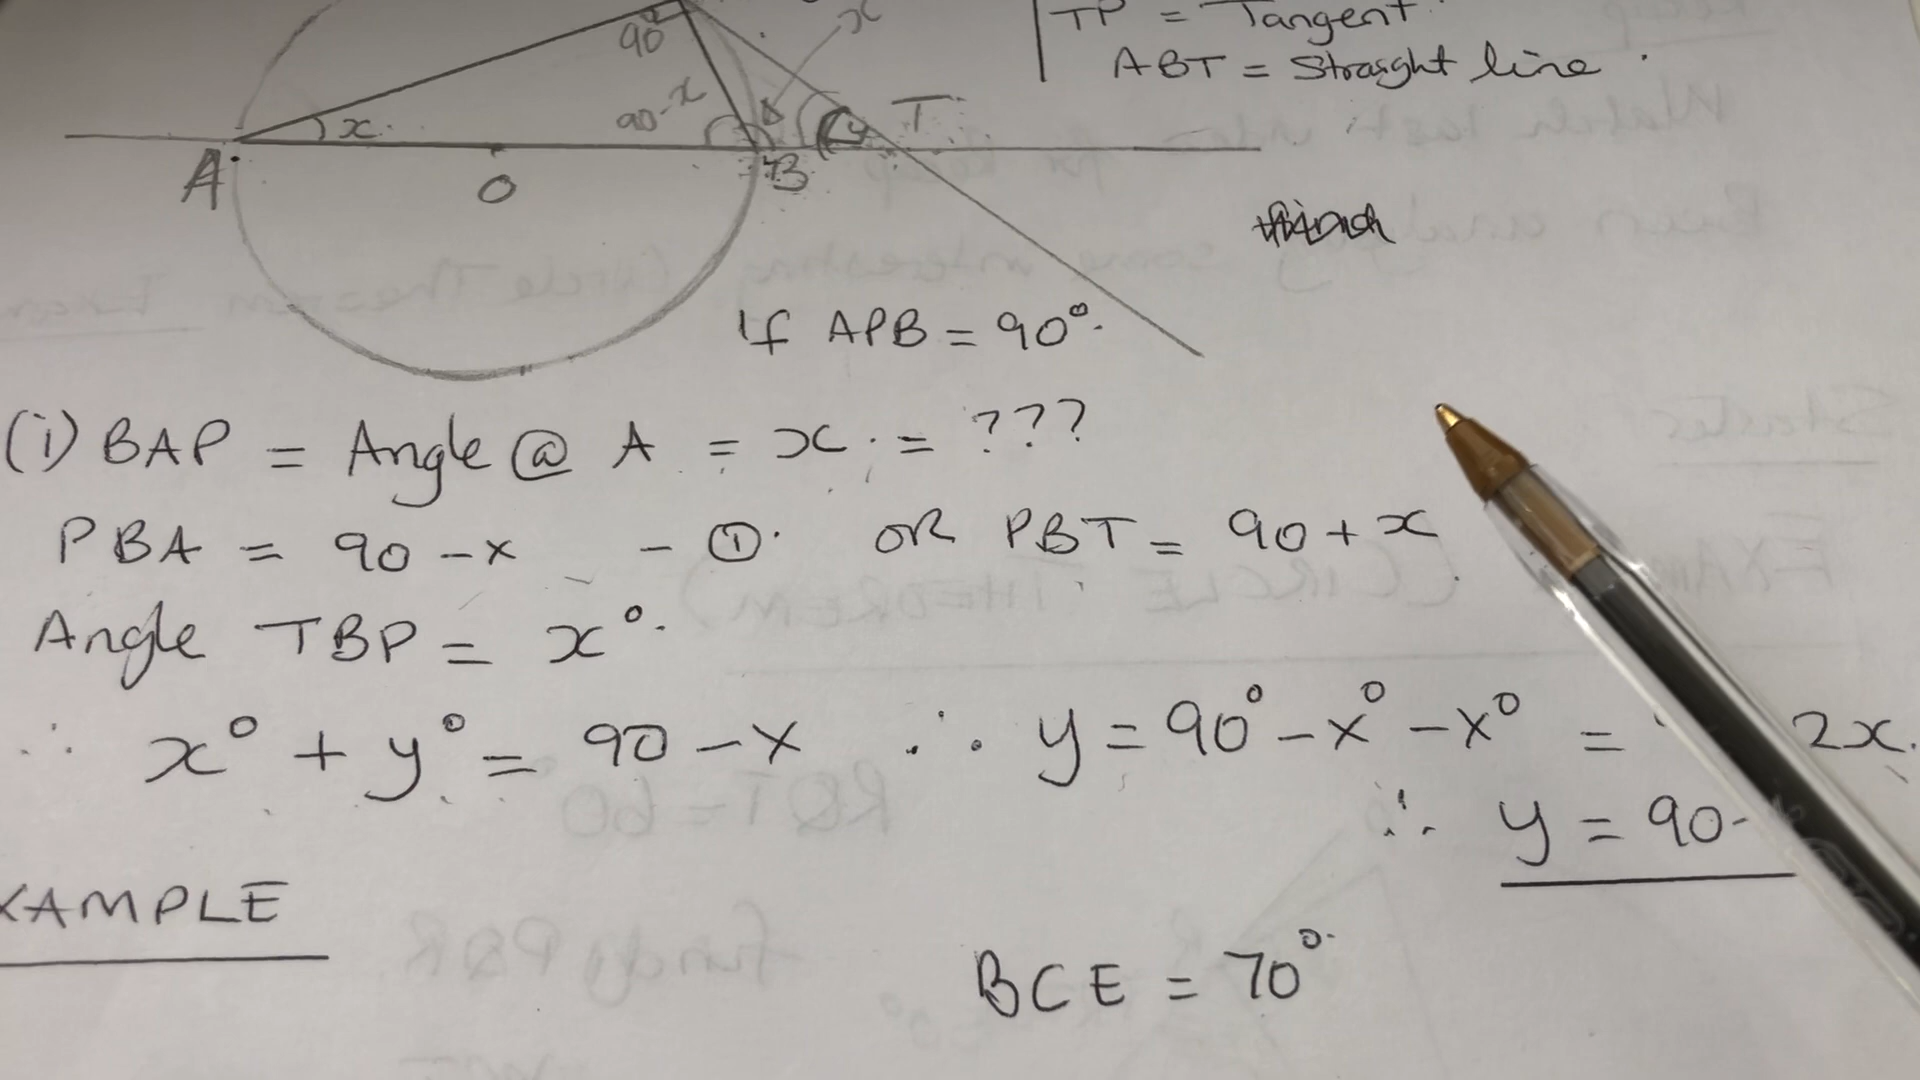 TP = Tangent
ABT = Straight line
90°
x
90-x
x
y
T
A
O
B
If APB = 90°
(i) BAP = Angle @ A = x = ???
PBA = 90 - x - ① OR PBT = 90 + x
Angle TBP = x°
∴ x° + y° = 90 - x ∴ y = 90° - x° - x° = 2x
∴ y = 90-
XAMPLE
BCE = 70°